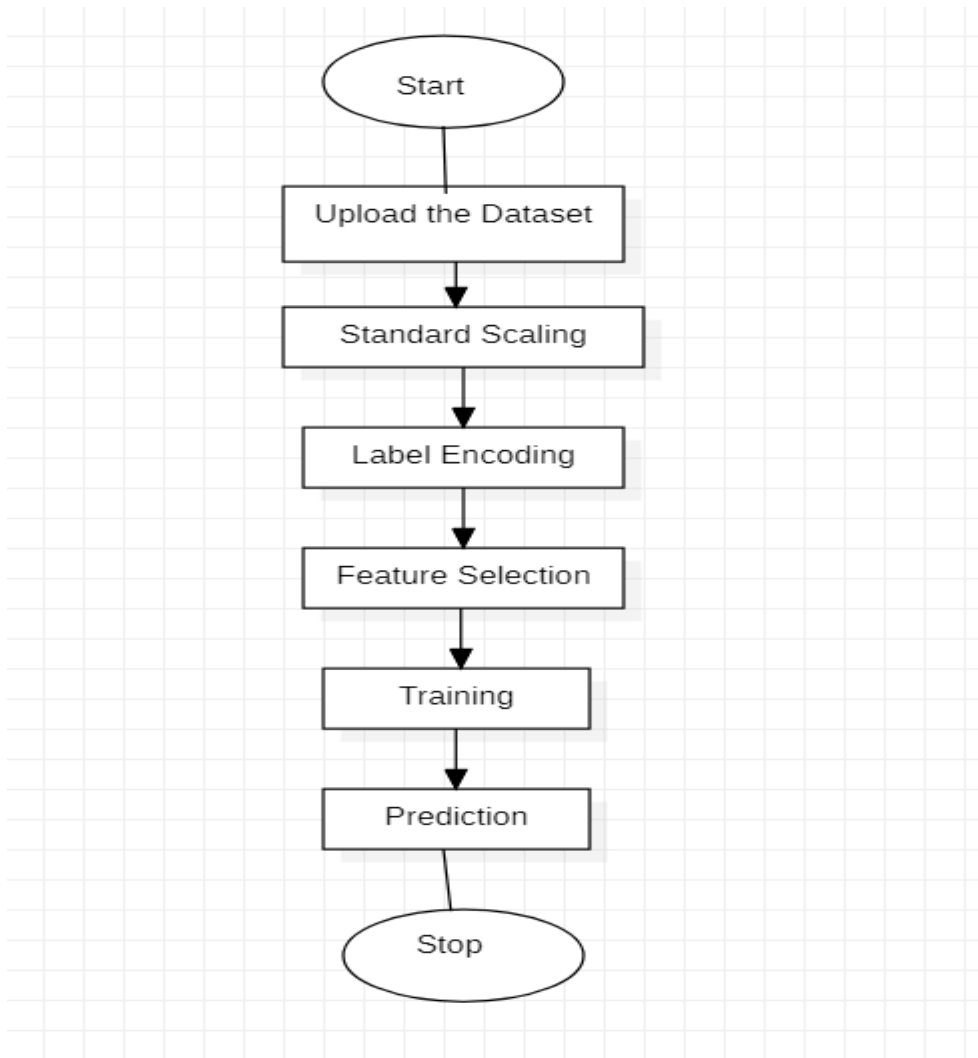 Start
Upload the Dataset
Standard Scaling
Label Encoding
Feature Selection
Training
Prediction
Stop